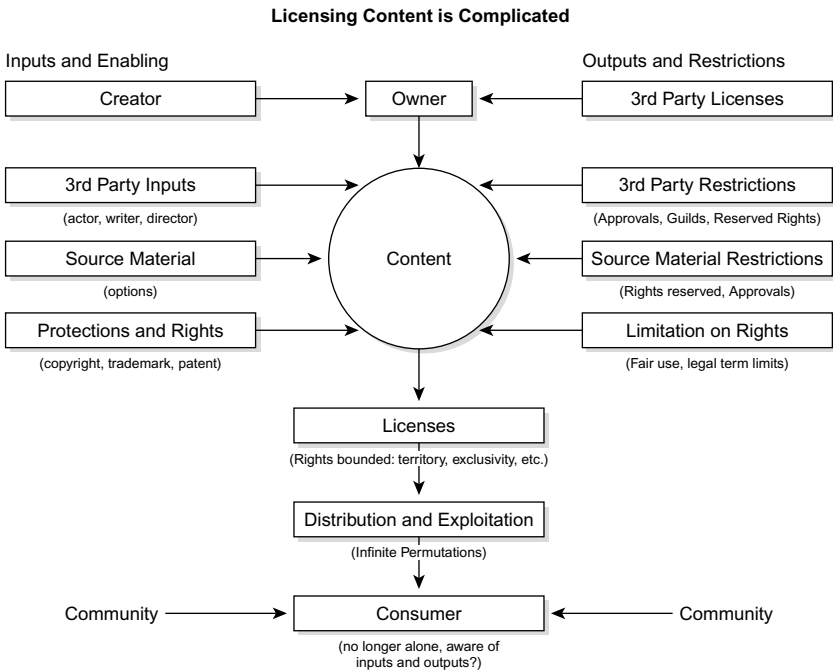 Licensing Content is Complicated
Inputs and Enabling
Outputs and Restrictions
Creator
Owner
3rd Party Licenses
3rd Party Inputs
(actor, writer, director)
3rd Party Restrictions
(Approvals, Guilds, Reserved Rights)
Source Material
(options)
Content
Source Material Restrictions
(Rights reserved, Approvals)
Protections and Rights
(copyright, trademark, patent)
Limitation on Rights
(Fair use, legal term limits)
Licenses
(Rights bounded: territory, exclusivity, etc.)
Distribution and Exploitation
(Infinite Permutations)
Community
Consumer
Community
(no longer alone, aware of
inputs and outputs?)